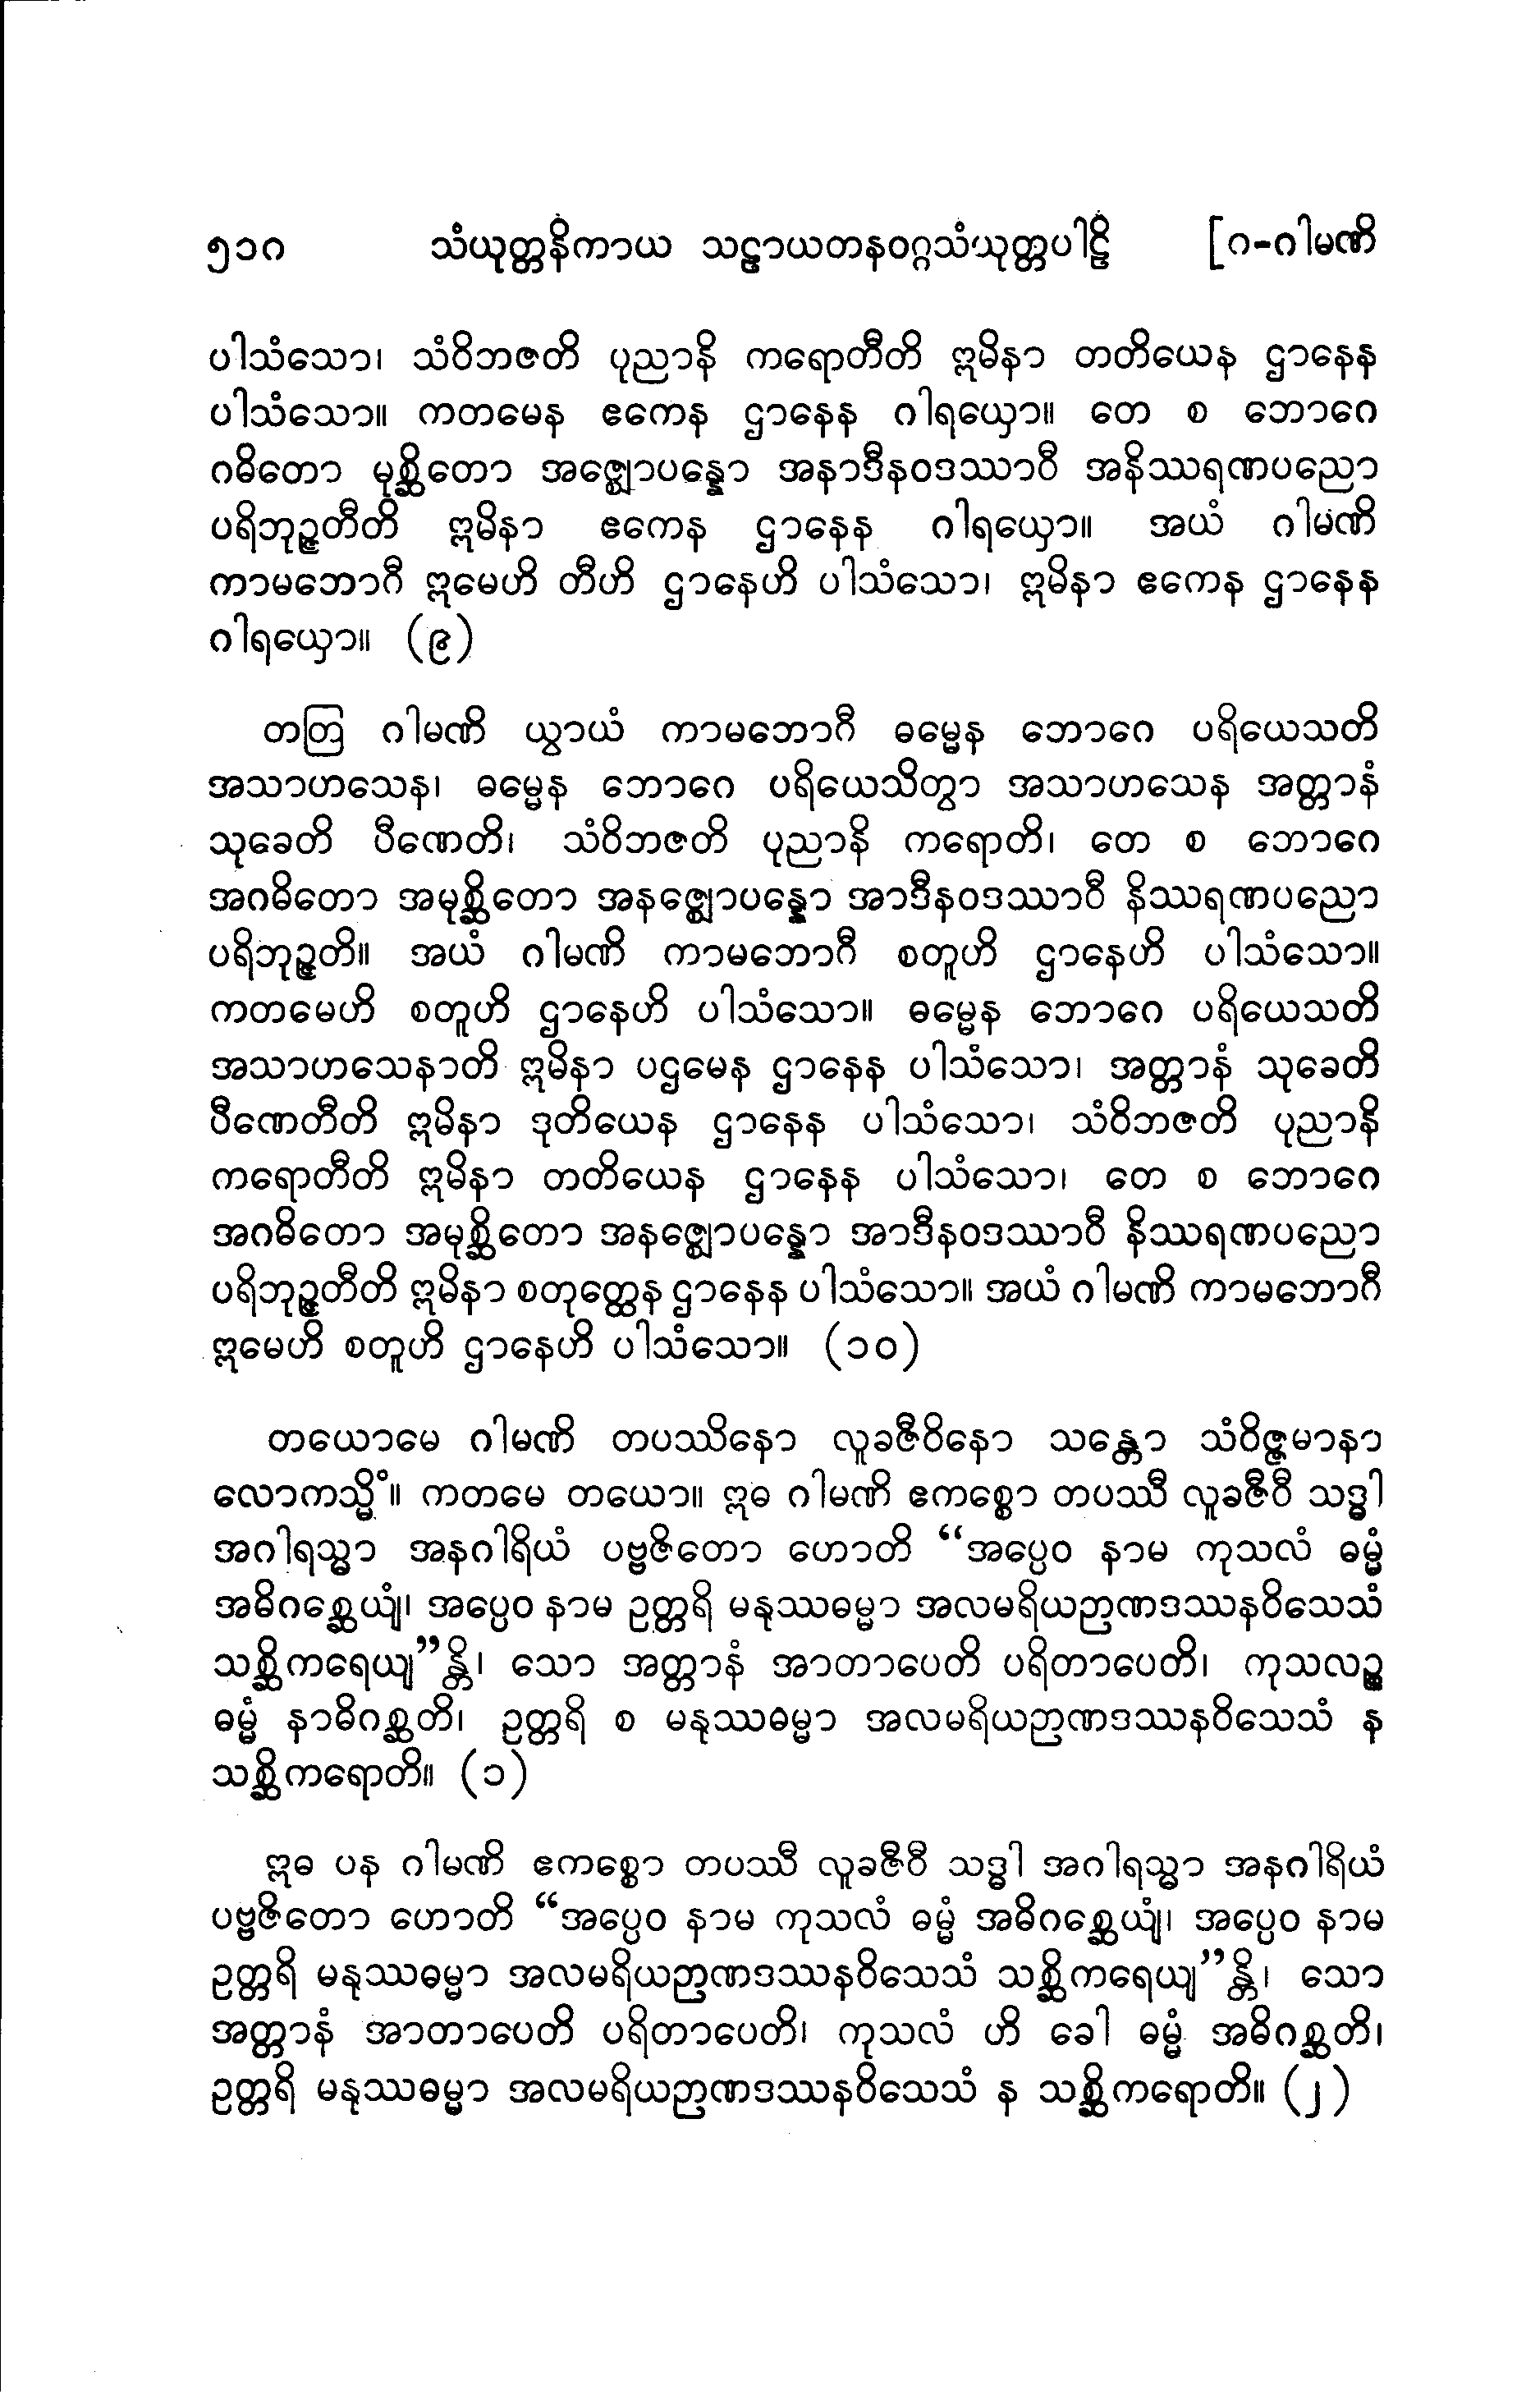 ၅၁ဂ သံယုတ္တနိကာယ သဠာယတနဝဂ္ဂသံယုတ္တပါဠိ [ဂ-ဂါမဏိ
ပါသံသော၊ သံဝိဘဇတိ ပုညာနိ ကရောတီတိ ဣမိနာ တတိယေန ဌာနေန
ပါသံသော။ ကတမေန ဧကေန ဌာနေန ဂါရယှော။ တေ စ ဘောဂေ
ဂဓိတော မုစ္ဆိတော အဇ္ဈောပန္နော အနာဒီနဝဒဿာဝီ အနိဿရဏပညော
ပရိဘုဉ္ဇတီတိ ဣမိနာ ဧကေန ဌာနေန ဂါရယှော။ အယံ ဂါမဏိ
ကာမဘောဂီ ဣမေဟိ တီဟိ ဌာနေဟိ ပါသံသော၊ ဣမိနာ ဧကေန ဌာနေန
ဂါရယှော။ (၉)
တတြ ဂါမဏိ ယွာယံ ကာမဘောဂီ ဓမ္မေန ဘောဂေ ပရိယေသတိ
အသာဟသေန၊ ဓမ္မေန ဘောဂေ ပရိယေသိတွာ အသာဟသေန အတ္တာနံ
သုခေတိ ပီဏေတိ၊ သံဝိဘဇတိ ပုညာနိ ကရောတိ၊ တေ စ ဘောဂေ
အဂဓိတော အမုစ္ဆိတော အနဇ္ဈောပန္နော အာဒီနဝဒဿာဝီ နိဿရဏပညော
ပရိဘုဉ္ဇတိ။ အယံ ဂါမဏိ ကာမဘောဂီ စတူဟိ ဌာနေဟိ ပါသံသော။
ကတမေဟိ စတူဟိ ဌာနေဟိ ပါသံသော။ ဓမ္မေန ဘောဂေ ပရိယေသတိ
အသာဟသေနာတိ ဣမိနာ ပဌမေန ဌာနေန ပါသံသော၊ အတ္တာနံ သုခေတိ
ပီဏေတီတိ ဣမိနာ ဒုတိယေန ဌာနေန ပါသံသော၊ သံဝိဘဇတိ ပုညာနိ
ကရောတီတိ ဣမိနာ တတိယေန ဌာနေန ပါသံသော၊ တေ စ ဘောဂေ
အဂဓိတော အမုစ္ဆိတော အနဇ္ဈောပန္နော အာဒီနဝဒဿာဝီ နိဿရဏပညော
ပရိဘုဉ္ဇတီတိ ဣမိနာ စတုတ္ထေန ဌာနေန ပါသံသော။ အယံ ဂါမဏိ ကာမဘောဂီ
ဣမေဟိ စတူဟိ ဌာနေဟိ ပါသံသော။ (၁၀)
တယောမေ ဂါမဏိ တပဿိနော လူခဇီဝိနော သန္တော သံဝိဇ္ဇမာနာ
လောကသ္မိံ။ ကတမေ တယော။ ဣဓ ဂါမဏိ ဧကစ္စော တပဿီ လူခဇီဝီ သဒ္ဓါ
အဂါရသ္မာ အနဂါရိယံ ပဗ္ဗဇိတော ဟောတိ “အပ္ပေဝ နာမ ကုသလံ ဓမ္မံ
အဓိဂစ္ဆေယျံ၊ အပ္ပေဝ နာမ ဥတ္တရိ မနုဿဓမ္မာ အလမရိယဉာဏဒဿနဝိသေသံ
သစ္ဆိကရေယျ”န္တိ၊ သော အတ္တာနံ အာတာပေတိ ပရိတာပေတိ၊ ကုသလဉ္စ
ဓမ္မံ နာဓိဂစ္ဆတိ၊ ဥတ္တရိ စ မနုဿဓမ္မာ အလမရိယဉာဏဒဿနဝိသေသံ န
သစ္ဆိကရောတိ။ (၁)
ဣဓ ပန ဂါမဏိ ဧကစ္စော တပဿီ လူခဇီဝီ သဒ္ဓါ အဂါရသ္မာ အနဂါရိယံ
ပဗ္ဗဇိတော ဟောတိ “အပ္ပေဝ နာမ ကုသလံ ဓမ္မံ အဓိဂစ္ဆေယျံ၊ အပ္ပေဝ နာမ
ဥတ္တရိ မနုဿဓမ္မာ အလမရိယဉာဏဒဿနဝိသေသံ သစ္ဆိကရေယျ”န္တိ၊ သော
အတ္တာနံ အာတာပေတိ ပရိတာပေတိ၊ ကုသလံ ဟိ ခေါ ဓမ္မံ အဓိဂစ္ဆတိ၊
ဥတ္တရိ မနုဿဓမ္မာ အလမရိယဉာဏဒဿနဝိသေသံ န သစ္ဆိကရောတိ။ (၂)